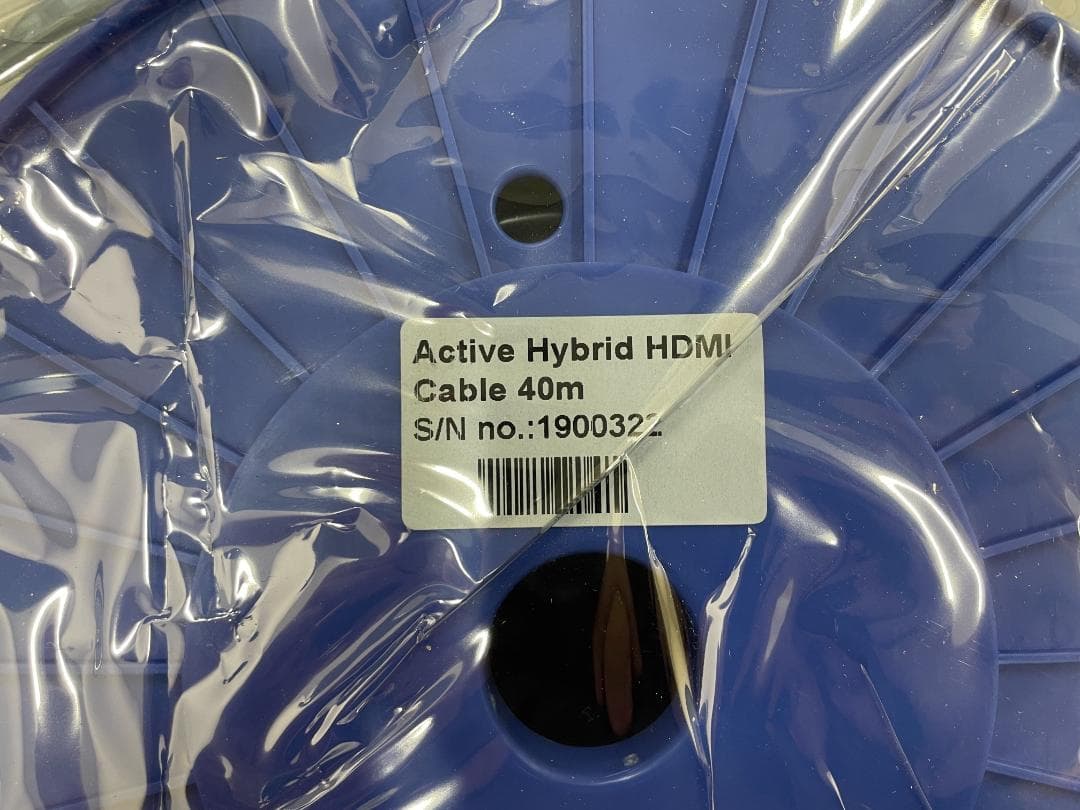 Active Hybrid HDMI
Cable 40m
S/N no.:1900322